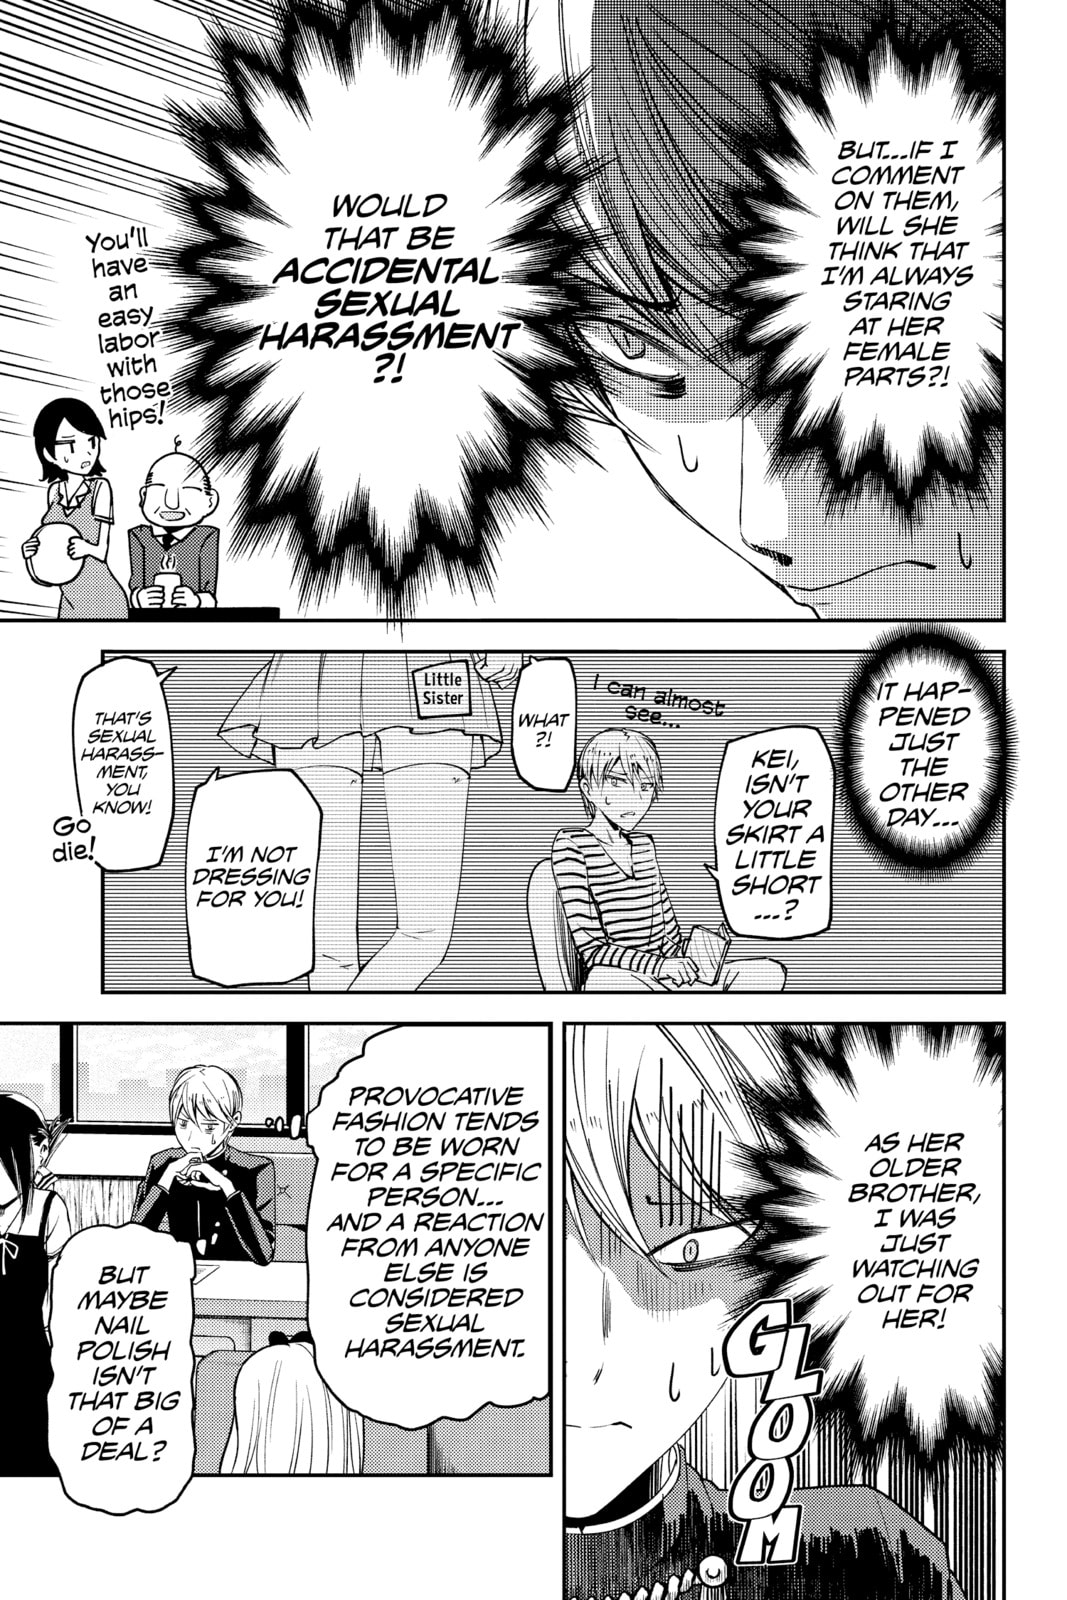 BUT...IF I
COMMENT
ON THEM,
WILL SHE
THINK THAT
I'M ALWAYS
STARING
AT HER
FEMALE
PARTS?!
WOULD
THAT BE
ACCIDENTAL
SEXUAL
HARASSMENT
?!
You'll
have
an
easy
labor
with
those
hips!
IT HAP-
PENED
JUST
THE
OTHER
DAY...
KEI,
ISN'T
YOUR
SKIRT A
LITTLE
SHORT
...?
I can almost
see...
WHAT
?!
Little
Sister
I'M NOT
DRESSING
FOR YOU!
THAT'S
SEXUAL
HARASS-
MENT,
YOU
KNOW!
Go
die!
AS HER
OLDER
BROTHER,
I WAS
JUST
WATCHING
OUT FOR
HER!
GLOOM
PROVOCATIVE
FASHION TENDS
TO BE WORN
FOR A SPECIFIC
PERSON...
AND A REACTION
FROM ANYONE
ELSE IS
CONSIDERED
SEXUAL
HARASSMENT.
BUT
MAYBE
NAIL
POLISH
ISN'T
THAT BIG
OF A
DEAL?